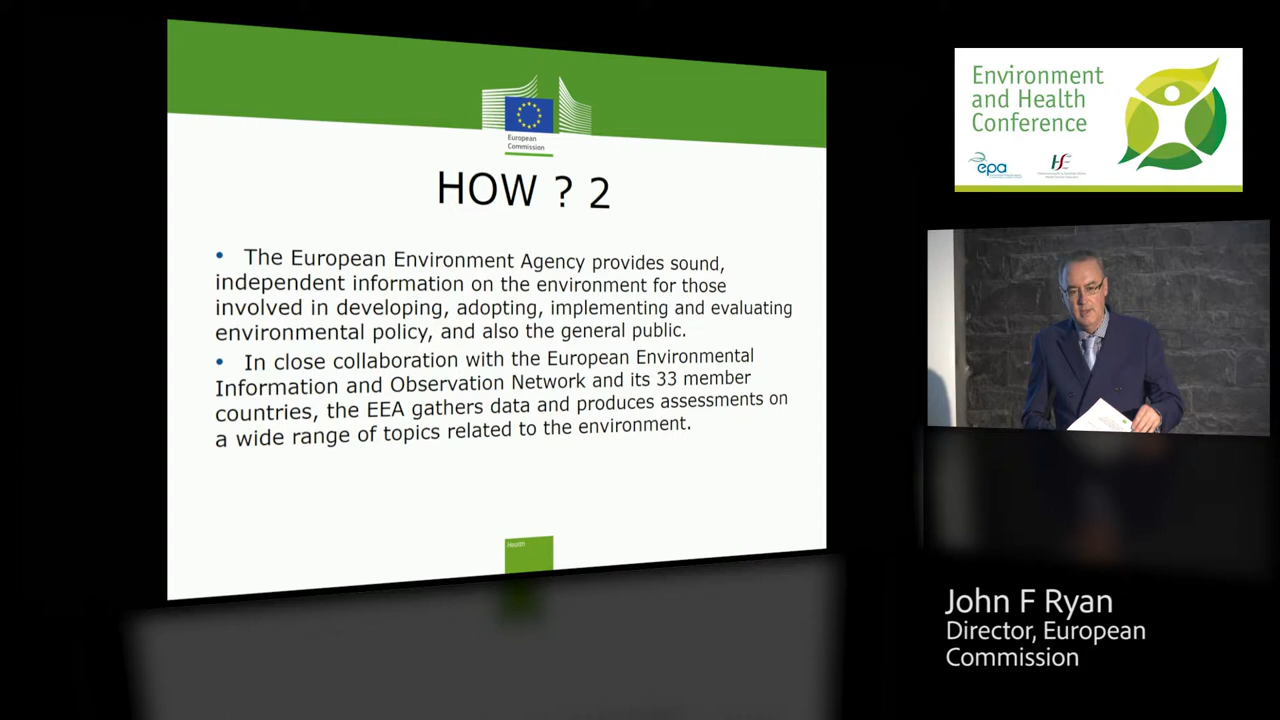 European
Commission
HOW ? 2
• The European Environment Agency provides sound,
independent information on the environment for those
involved in developing, adopting, implementing and evaluating
environmental policy, and also the general public.
• In close collaboration with the European Environmental
Information and Observation Network and its 33 member
countries, the EEA gathers data and produces assessments on
a wide range of topics related to the environment.
Health
Environment
and Health
Conference
epa
John F Ryan
Director, European
Commission